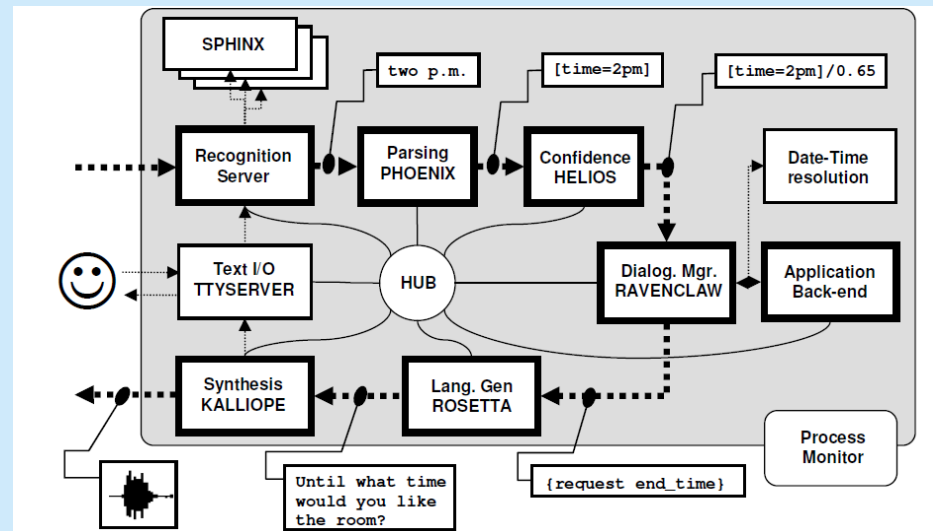 SPHINX
two p.m.
[time=2pm]
[time=2pm]/0.65
Recognition
Server
Parsing
PHOENIX
Confidence
HELIOS
Date-Time
resolution
Text I/O
TTYSERVER
HUB
Dialog. Mgr.
RAVENCLAW
Application
Back-end
Synthesis
KALLIOPE
Lang. Gen
ROSETTA
Process
Monitor
Until what time
would you like
the room?
{request end_time}